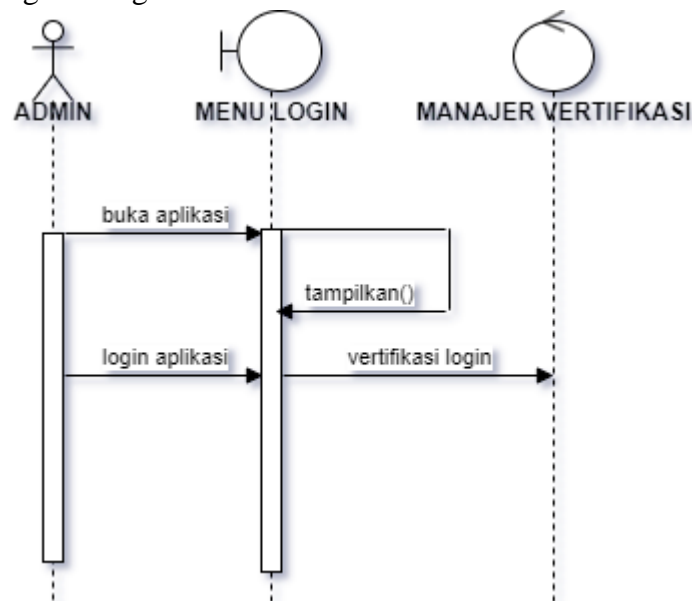 ADMIN
MENU LOGIN
MANAJER VERTIFIKASI
buka aplikasi
tampilkan()
login aplikasi
vertifikasi login